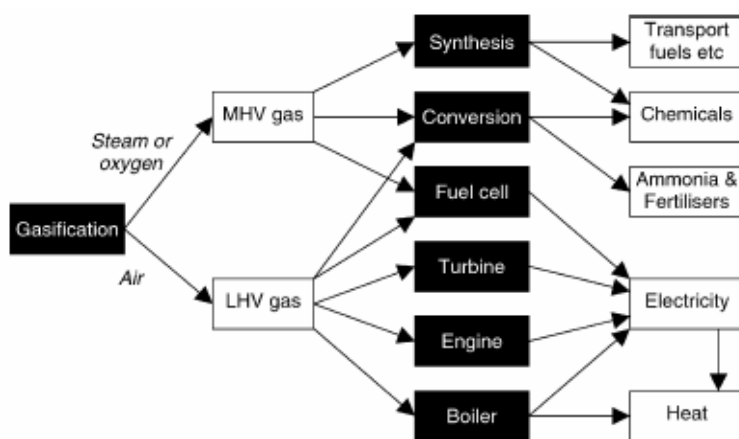 Synthesis
Transport
fuels etc
MHV gas
Conversion
Chemicals
Steam or
oxygen
Fuel cell
Ammonia &
Fertilisers
Gasification
Air
Turbine
LHV gas
Electricity
Engine
Boiler
Heat